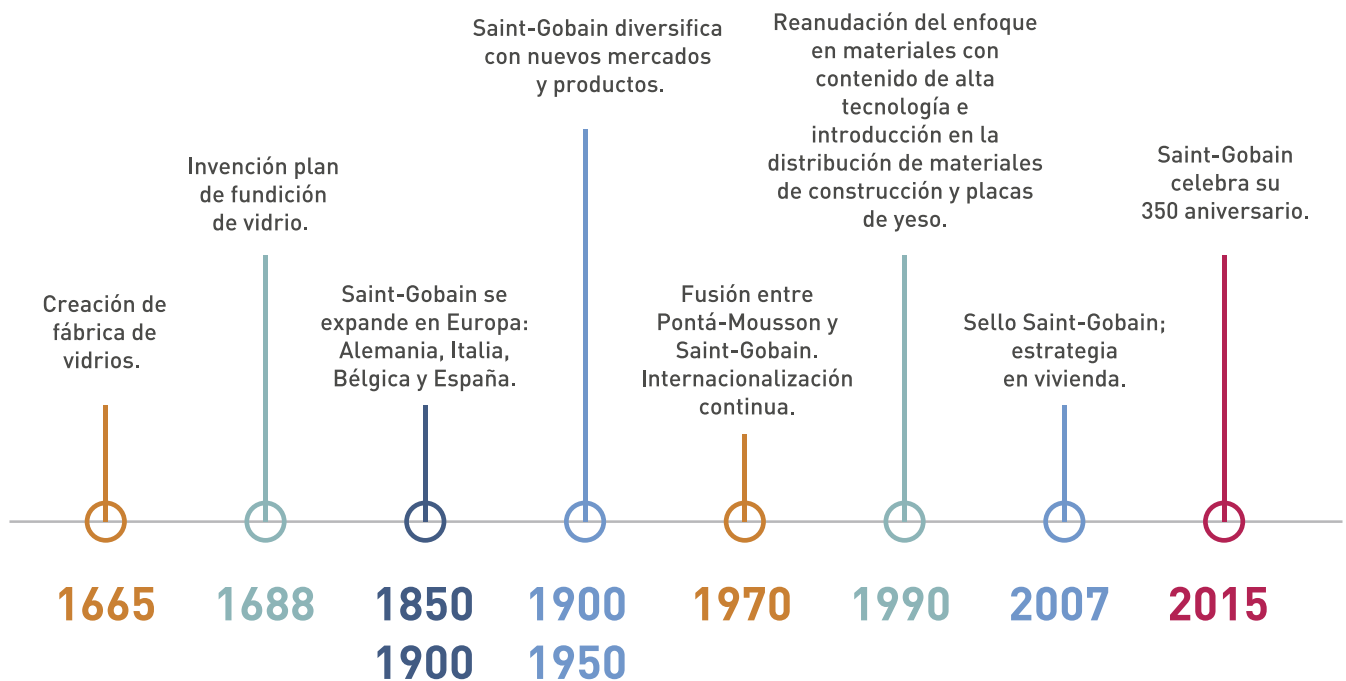 Creación de
fábrica de
vidrios.
1665
Invención plan
de fundición
de vidrio.
1688
Saint-Gobain se
expande en Europa:
Alemania, Italia,
Bélgica y España.
1850
1900
Saint-Gobain diversifica
con nuevos mercados
y productos.
1900
1950
Fusión entre
Pontá-Mousson y
Saint-Gobain.
Internacionalización
continua.
1970
Reanudación del enfoque
en materiales con
contenido de alta
tecnología e
introducción en la
distribución de materiales
de construcción y placas
de yeso.
1990
Sello Saint-Gobain;
estrategia
en vivienda.
2007
Saint-Gobain
celebra su
350 aniversario.
2015